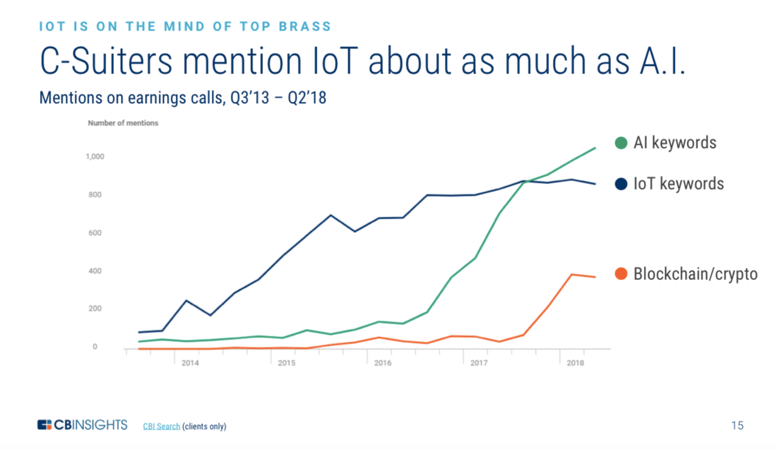 IOT IS ON THE MIND OF TOP BRASS
C-Suiters mention IoT about as much as A.I.
Mentions on earnings calls, Q3'13 – Q2'18
Number of mentions
1,000
800
600
400
200
0
2014 2015 2016 2017 2018
AI keywords
IoT keywords
Blockchain/crypto
CBINSIGHTS CBI Search (clients only) 15